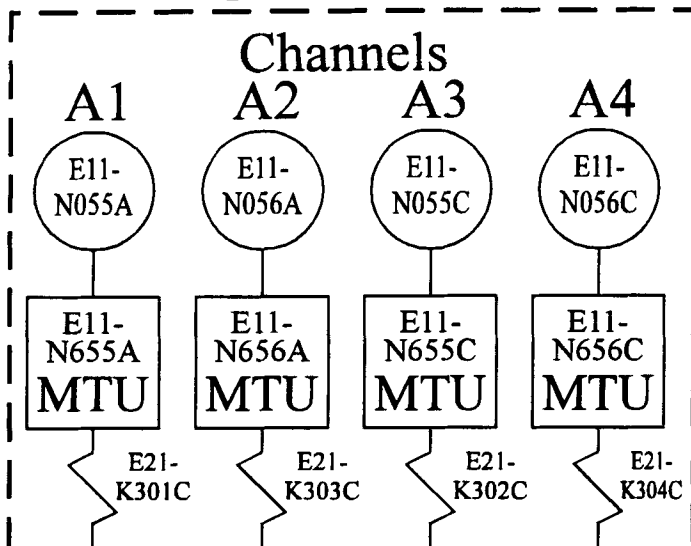 Channels
A1 A2 A3 A4
E11- E11- E11- E11-
N055A N056A N055C N056C
E11- E11- E11- E11-
N655A N656A N655C N656C
MTU MTU MTU MTU
E21- E21- E21- E21-
K301C K303C K302C K304C